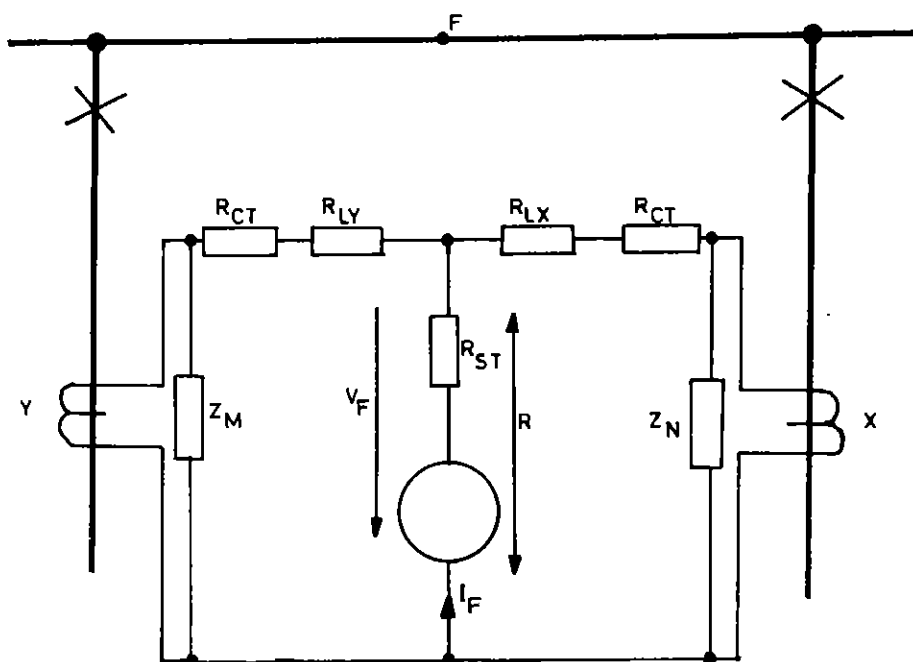 F
R_CT
R_LY
R_LX
R_CT
R_ST
V_F
R
Y
Z_M
Z_N
X
I_F